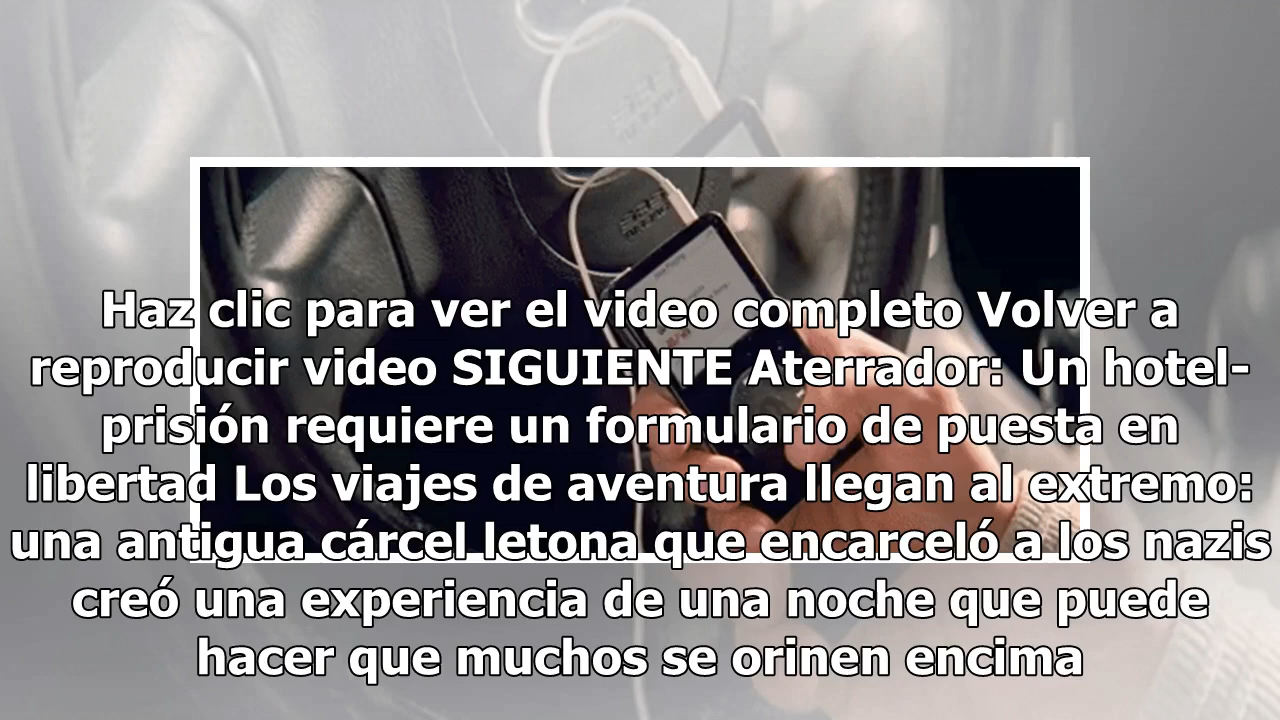 Haz clic para ver el video completo Volver a
reproducir video SIGUIENTE Aterrador: Un hotel-
prisión requiere un formulario de puesta en
libertad Los viajes de aventura llegan al extremo:
una antigua cárcel letona que encarceló a los nazis
creó una experiencia de una noche que puede
hacer que muchos se orinen encima